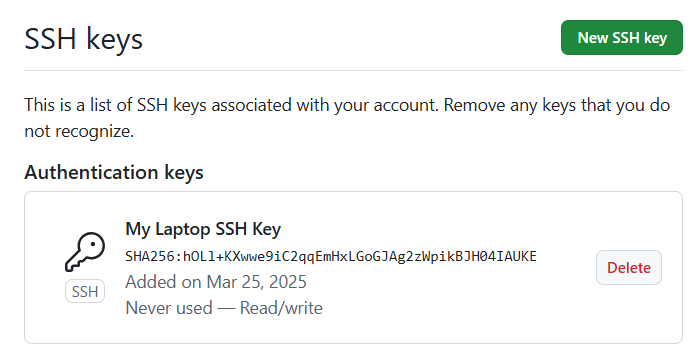 SSH keys
New SSH key
This is a list of SSH keys associated with your account. Remove any keys that you do
not recognize.
Authentication keys
My Laptop SSH Key
SHA256:hOLl+KXwwe9iC2qqEmHxLGoGJAg2zWpikBJH04IAUKE
Added on Mar 25, 2025
Never used — Read/write
SSH
Delete